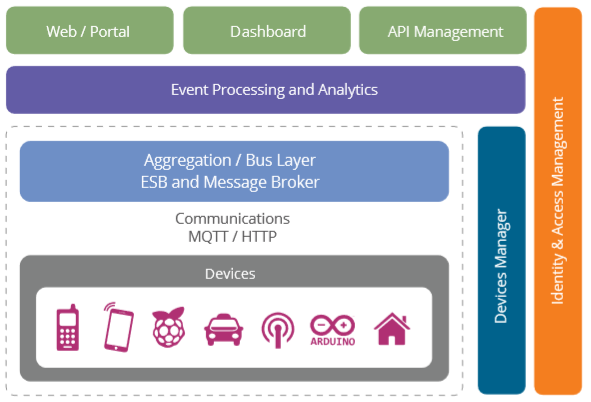 Web / Portal
Dashboard
API Management
Event Processing and Analytics
Aggregation / Bus Layer
ESB and Message Broker
Communications
MQTT / HTTP
Devices
ARDUINO
Devices Manager
Identity & Access Management